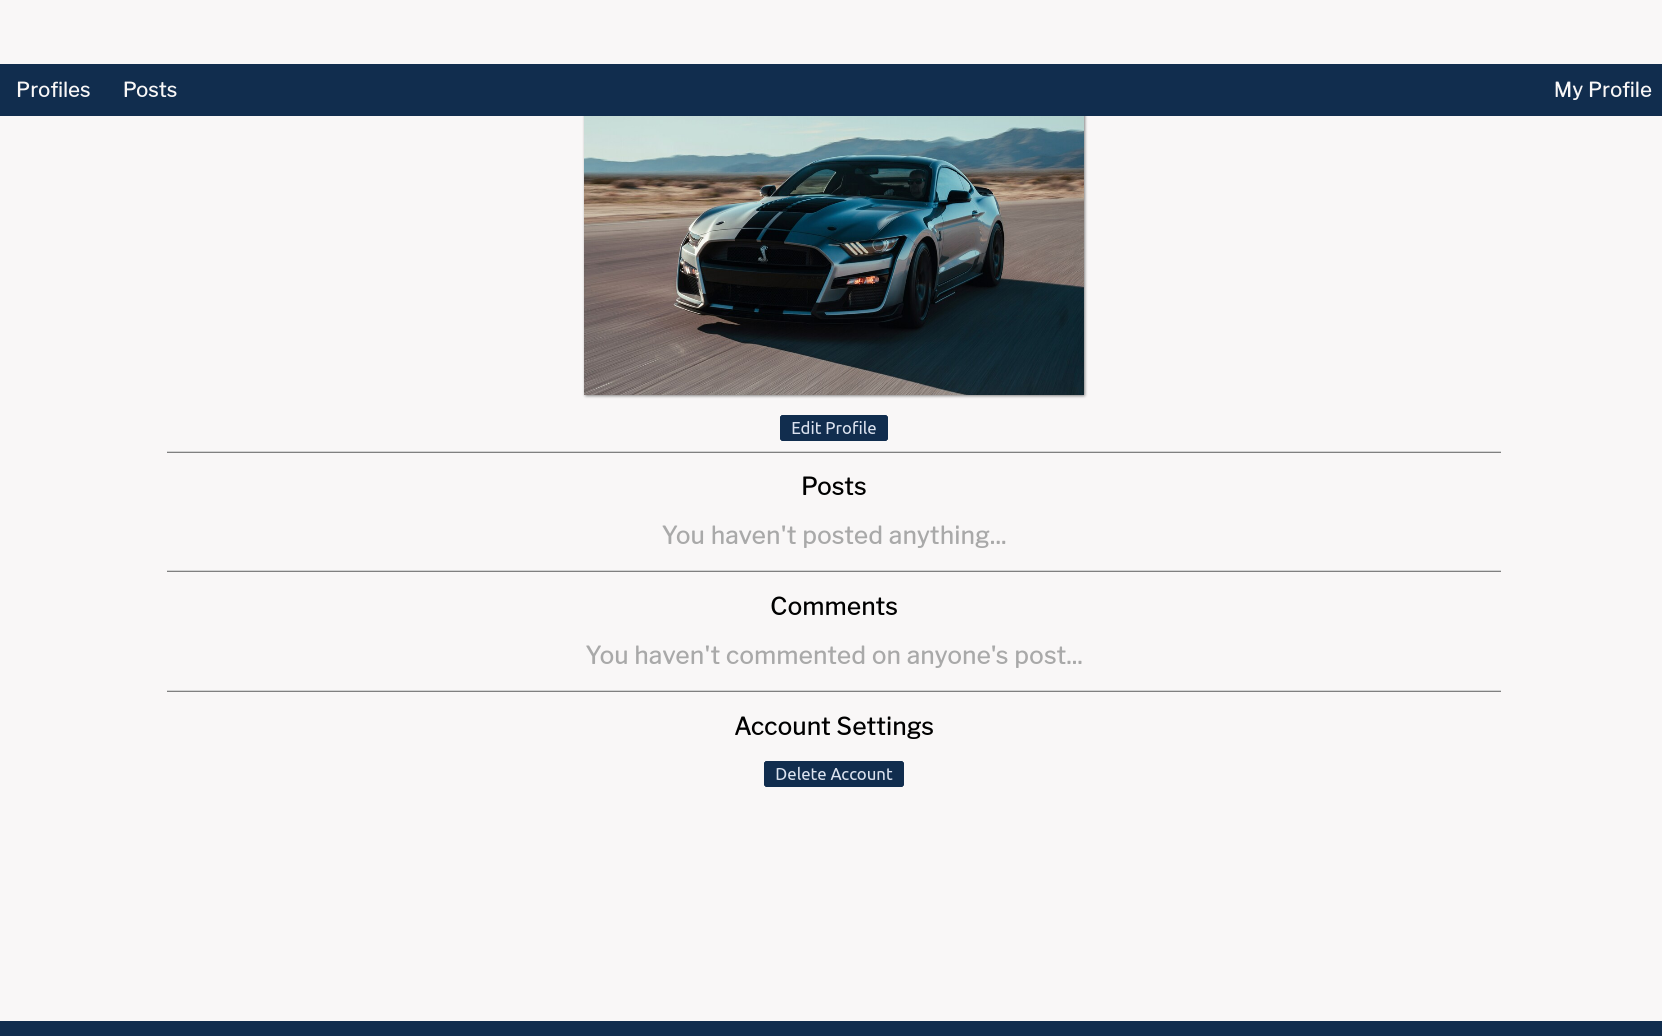 Profiles Posts My Profile
Edit Profile
Posts
You haven't posted anything...
Comments
You haven't commented on anyone's post...
Account Settings
Delete Account